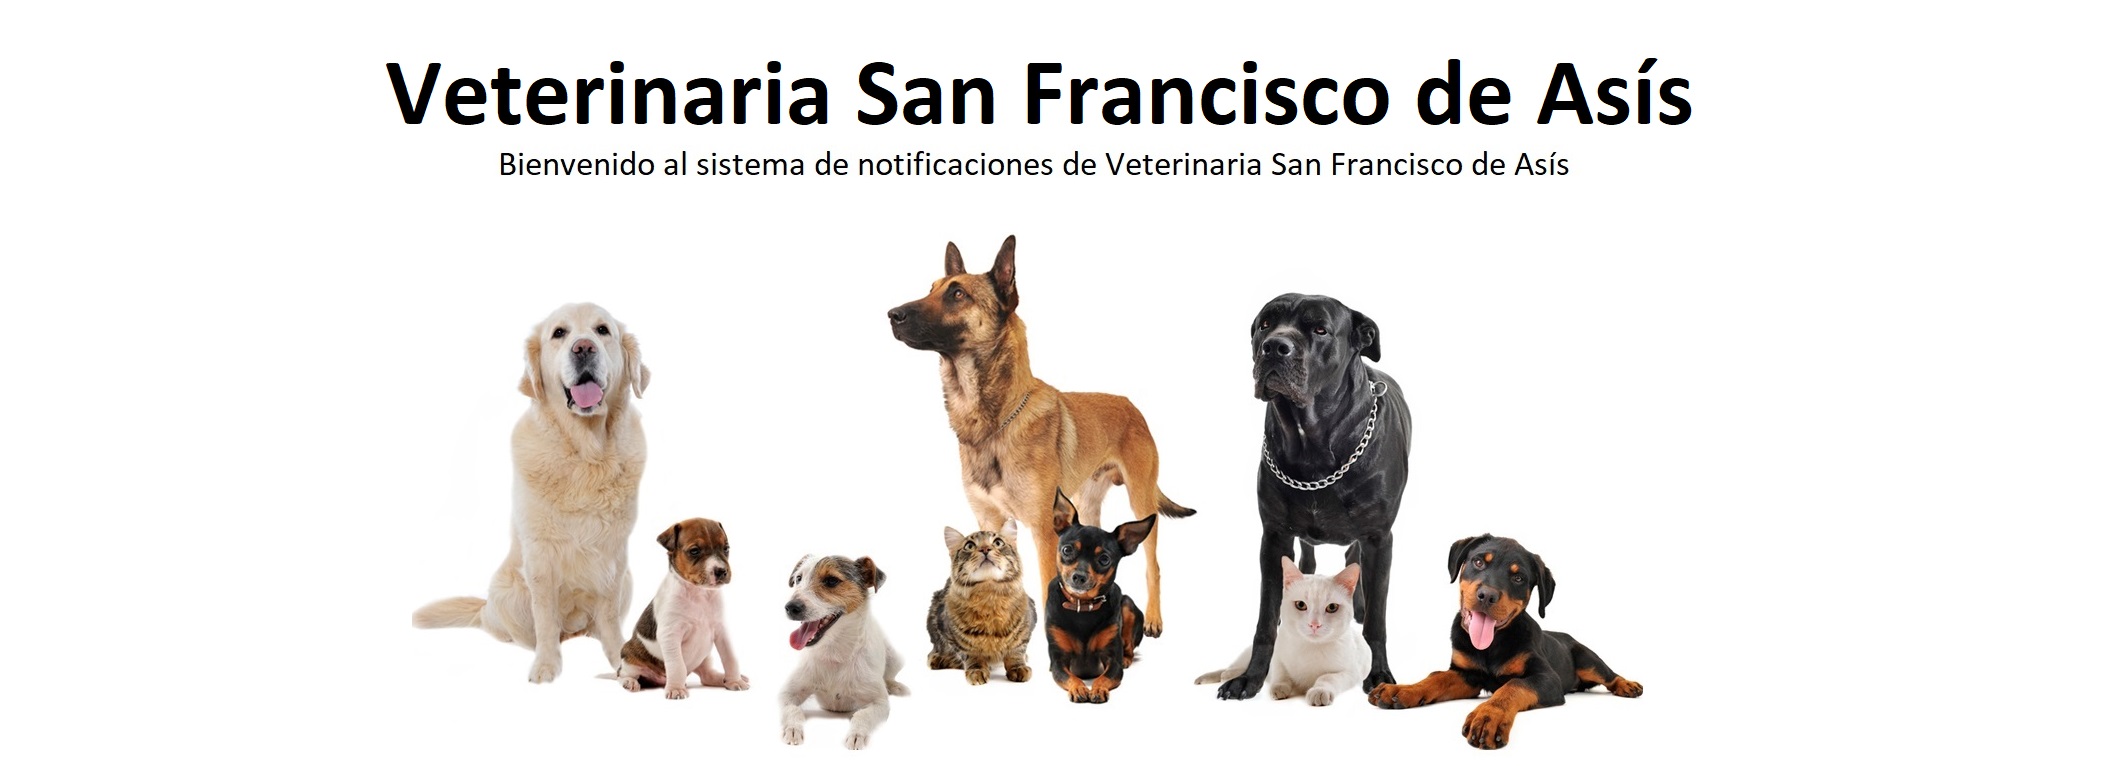 Veterinaria San Francisco de Asís
Bienvenido al sistema de notificaciones de Veterinaria San Francisco de Asís